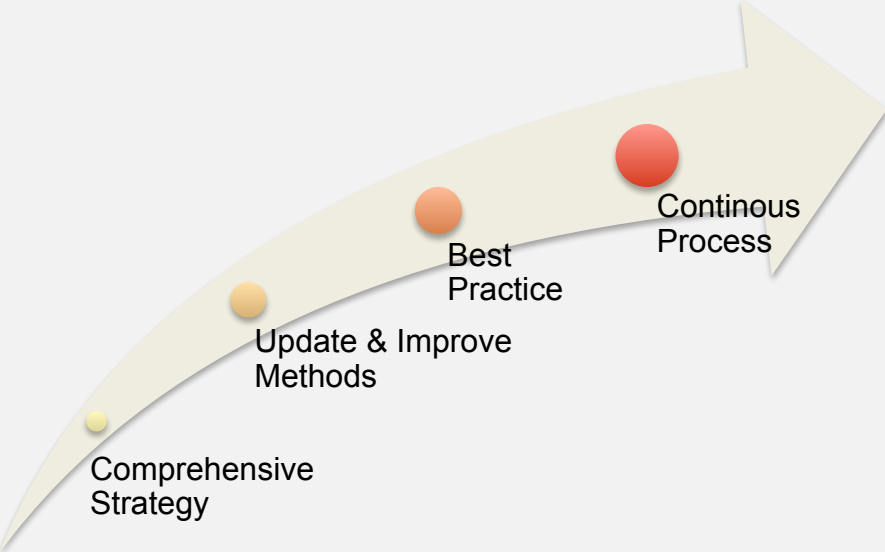 Continous
Process
Best
Practice
Update & Improve
Methods
Comprehensive
Strategy